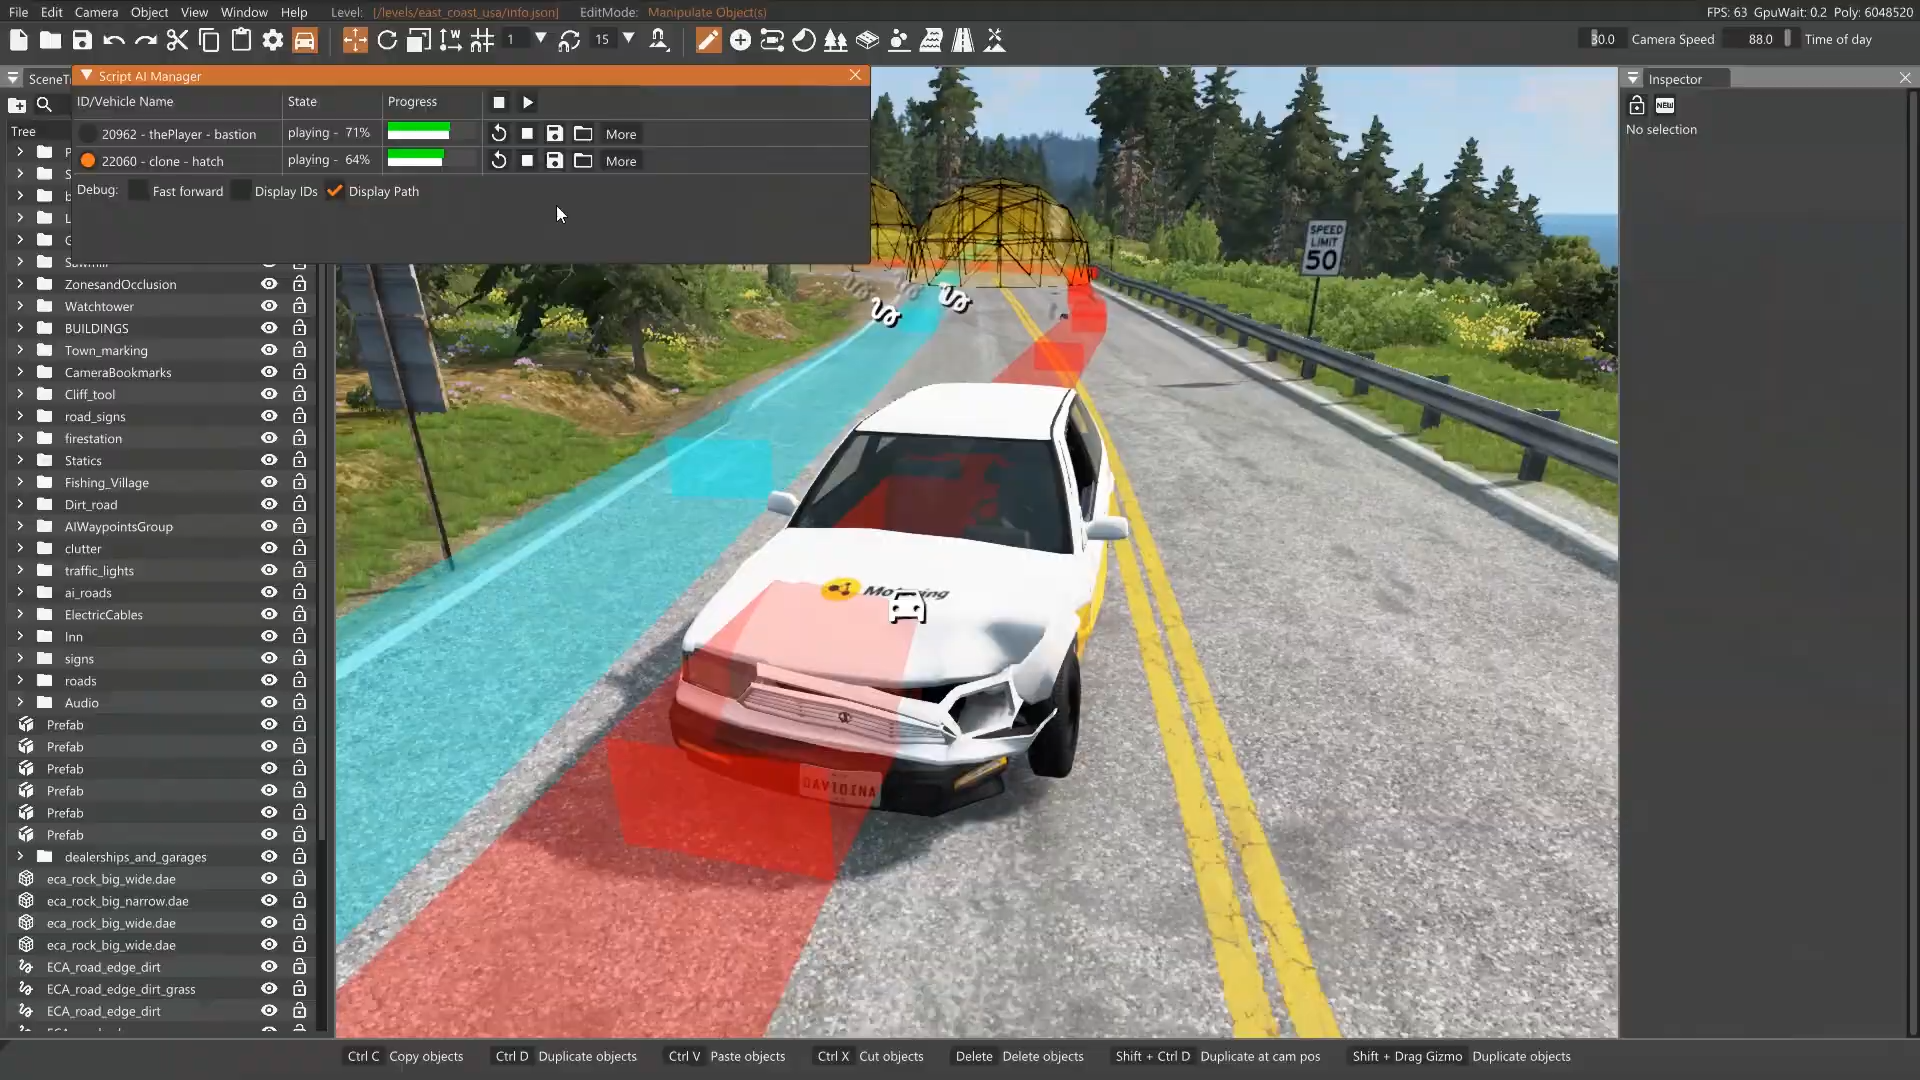 File Edit Camera Object View Window Help Level: [/levels/east_coast_usa/info.json] EditMode: Manipulate Object(s) FPS: 63 GpuWait: 0.2 Poly: 6048520
1 15 30.0 Camera Speed 88.0 Time of day
Script AI Manager
Inspector
ID/Vehicle Name State Progress
20962 - thePlayer - bastion playing - 71% More
22060 - clone - hatch playing - 64% More
Debug: Fast forward Display IDs Display Path
NEW
No selection
Tree
SPEED
LIMIT
50
ZonesandOcclusion
Watchtower
BUILDINGS
Town_marking
CameraBookmarks
Cliff_tool
road_signs
firestation
Statics
Fishing_Village
Dirt_road
AIWaypointsGroup
clutter
traffic_lights
ai_roads
ElectricCables
Inn
signs
roads
Audio
Prefab
Prefab
Prefab
Prefab
Prefab
Prefab
dealerships_and_garages
eca_rock_big_wide.dae
eca_rock_big_narrow.dae
eca_rock_big_wide.dae
eca_rock_big_wide.dae
ECA_road_edge_dirt
ECA_road_edge_dirt_grass
ECA_road_edge_dirt
DAVIDINA
Ctrl C Copy objects Ctrl D Duplicate objects Ctrl V Paste objects Ctrl X Cut objects Delete Delete objects Shift + Ctrl D Duplicate at cam pos Shift + Drag Gizmo Duplicate objects